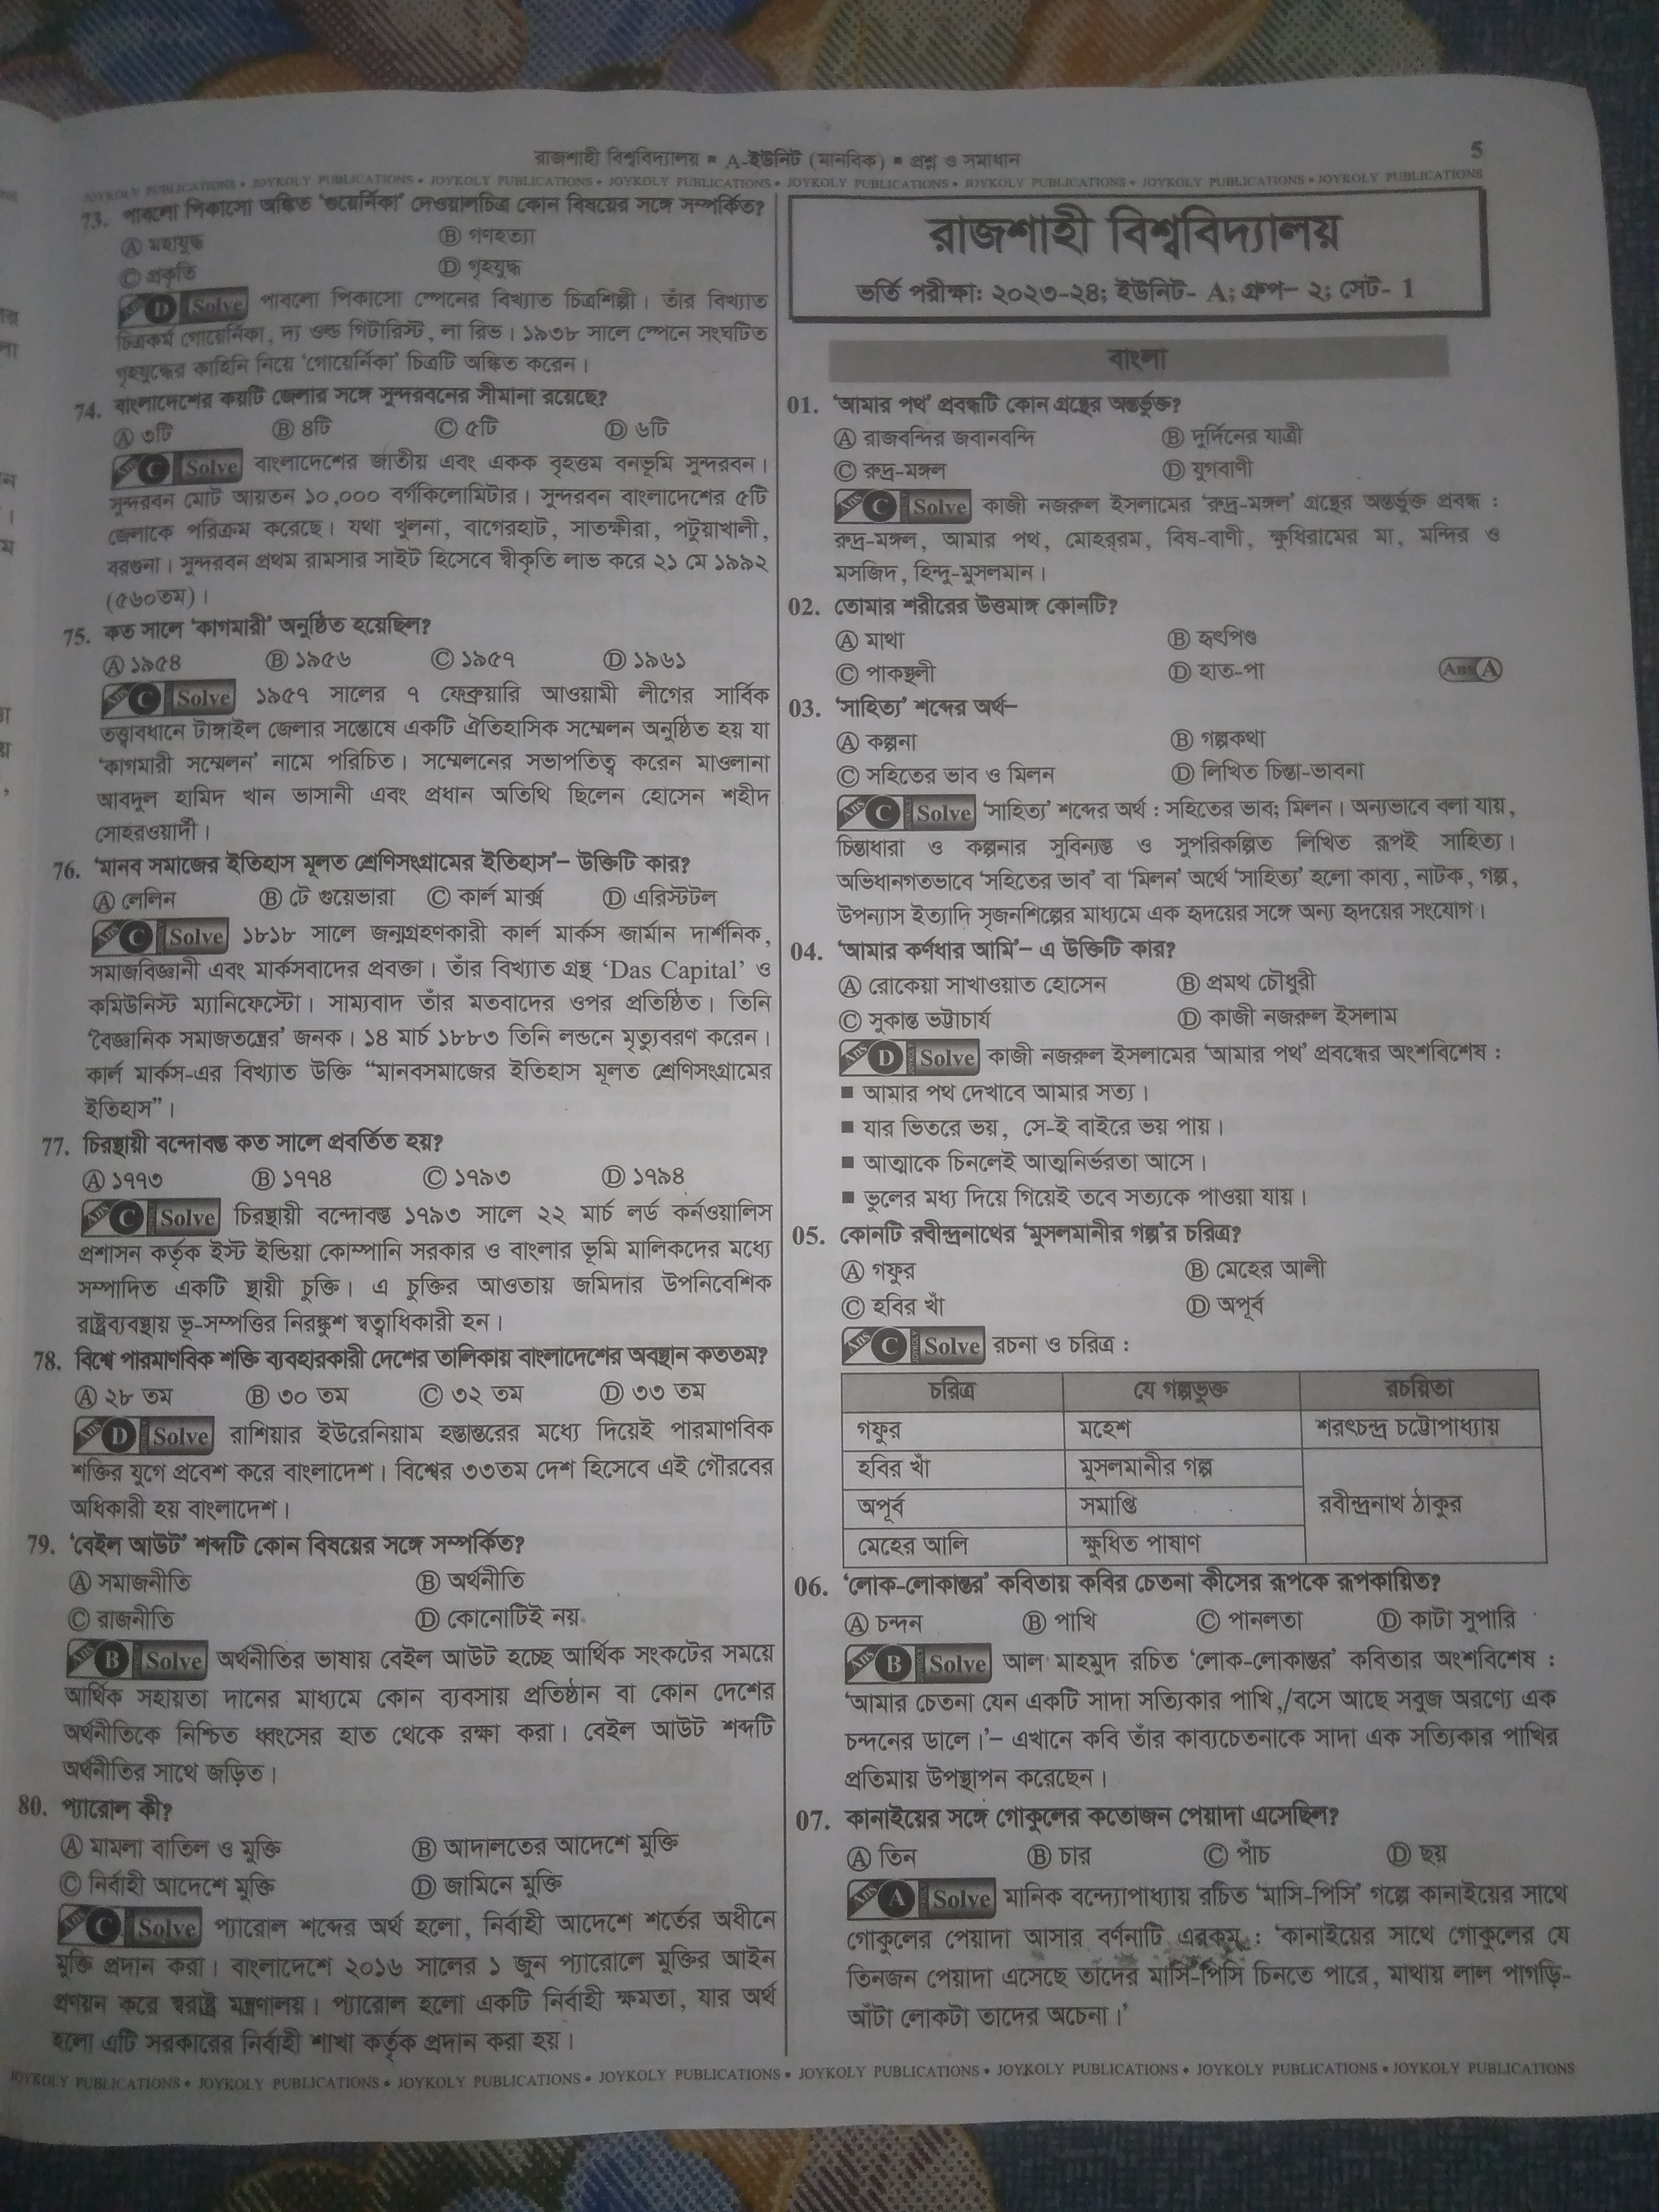 রাজশাহী বিশ্ববিদ্যালয় ▪ A-ইউনিট (মানবিক) ▪ প্রশ্ন ও সমাধান
5
JOYKOLY PUBLICATIONS • JOYKOLY PUBLICATIONS • JOYKOLY PUBLICATIONS • JOYKOLY PUBLICATIONS • JOYKOLY PUBLICATIONS • JOYKOLY PUBLICATIONS • JOYKOLY PUBLICATIONS • JOYKOLY PUBLICATIONS
73. পাবলো পিকাসো অঙ্কিত ‘গুয়ের্নিকা’ দেওয়ালচিত্র কোন বিষয়ের সঙ্গে সম্পর্কিত?
Ⓐ মহাযুদ্ধ Ⓑ গণহত্যা
Ⓒ প্রকৃতি Ⓓ গৃহযুদ্ধ
Ans D Solve পাবলো পিকাসো স্পেনের বিখ্যাত চিত্রশিল্পী। তাঁর বিখ্যাত
চিত্রকর্ম গোয়ের্নিকা, দ্য ওল্ড গিটারিস্ট, লা রিভ। ১৯৩৮ সালে স্পেনে সংঘটিত
গৃহযুদ্ধের কাহিনি নিয়ে ‘গোয়ের্নিকা’ চিত্রটি অঙ্কিত করেন।
74. বাংলাদেশের কয়টি জেলার সঙ্গে সুন্দরবনের সীমানা রয়েছে?
Ⓐ ৩টি Ⓑ ৪টি Ⓒ ৫টি Ⓓ ৬টি
Ans C Solve বাংলাদেশের জাতীয় এবং একক বৃহত্তম বনভূমি সুন্দরবন।
সুন্দরবন মোট আয়তন ১০,০০০ বর্গকিলোমিটার। সুন্দরবন বাংলাদেশের ৫টি
জেলাকে পরিক্রম করেছে। যথা খুলনা, বাগেরহাট, সাতক্ষীরা, পটুয়াখালী,
বরগুনা। সুন্দরবন প্রথম রামসার সাইট হিসেবে স্বীকৃতি লাভ করে ২১ মে ১৯৯২
(৫৬০তম)।
75. কত সালে ‘কাগমারী’ অনুষ্ঠিত হয়েছিল?
Ⓐ ১৯৫৪ Ⓑ ১৯৫৬ Ⓒ ১৯৫৭ Ⓓ ১৯৬১
Ans C Solve ১৯৫৭ সালের ৭ ফেব্রুয়ারি আওয়ামী লীগের সার্বিক
তত্ত্বাবধানে টাঙ্গাইল জেলার সন্তোষে একটি ঐতিহাসিক সম্মেলন অনুষ্ঠিত হয় যা
‘কাগমারী সম্মেলন’ নামে পরিচিত। সম্মেলনের সভাপতিত্ব করেন মাওলানা
আবদুল হামিদ খান ভাসানী এবং প্রধান অতিথি ছিলেন হোসেন শহীদ
সোহরওয়ার্দী।
76. ‘মানব সমাজের ইতিহাস মূলত শ্রেণিসংগ্রামের ইতিহাস’– উক্তিটি কার?
Ⓐ লেলিন Ⓑ টে গুয়েভারা Ⓒ কার্ল মার্ক্স Ⓓ এরিস্টটল
Ans C Solve ১৮১৮ সালে জন্মগ্রহণকারী কার্ল মার্কস জার্মান দার্শনিক,
সমাজবিজ্ঞানী এবং মার্কসবাদের প্রবক্তা। তাঁর বিখ্যাত গ্রন্থ ‘Das Capital’ ও
কমিউনিস্ট ম্যানিফেস্টো। সাম্যবাদ তাঁর মতবাদের ওপর প্রতিষ্ঠিত। তিনি
‘বৈজ্ঞানিক সমাজতন্ত্রের’ জনক। ১৪ মার্চ ১৮৮৩ তিনি লন্ডনে মৃত্যুবরণ করেন।
কার্ল মার্কস-এর বিখ্যাত উক্তি “মানবসমাজের ইতিহাস মূলত শ্রেণিসংগ্রামের
ইতিহাস”।
77. চিরস্থায়ী বন্দোবস্ত কত সালে প্রবর্তিত হয়?
Ⓐ ১৭৭৩ Ⓑ ১৭৭৪ Ⓒ ১৭৯৩ Ⓓ ১৭৯৪
Ans C Solve চিরস্থায়ী বন্দোবস্ত ১৭৯৩ সালে ২২ মার্চ লর্ড কর্নওয়ালিস
প্রশাসন কর্তৃক ইস্ট ইন্ডিয়া কোম্পানি সরকার ও বাংলার ভূমি মালিকদের মধ্যে
সম্পাদিত একটি স্থায়ী চুক্তি। এ চুক্তির আওতায় জমিদার উপনিবেশিক
রাষ্ট্রব্যবস্থায় ভূ-সম্পত্তির নিরঙ্কুশ স্বত্বাধিকারী হন।
78. বিশ্বে পারমাণবিক শক্তি ব্যবহারকারী দেশের তালিকায় বাংলাদেশের অবস্থান কততম?
Ⓐ ২৮ তম Ⓑ ৩০ তম Ⓒ ৩২ তম Ⓓ ৩৩ তম
Ans D Solve রাশিয়ার ইউরেনিয়াম হস্তান্তরের মধ্যে দিয়েই পারমাণবিক
শক্তির যুগে প্রবেশ করে বাংলাদেশ। বিশ্বের ৩৩তম দেশ হিসেবে এই গৌরবের
অধিকারী হয় বাংলাদেশ।
79. ‘বেইল আউট’ শব্দটি কোন বিষয়ের সঙ্গে সম্পর্কিত?
Ⓐ সমাজনীতি Ⓑ অর্থনীতি
Ⓒ রাজনীতি Ⓓ কোনোটিই নয়
Ans B Solve অর্থনীতির ভাষায় বেইল আউট হচ্ছে আর্থিক সংকটের সময়ে
আর্থিক সহায়তা দানের মাধ্যমে কোন ব্যবসায় প্রতিষ্ঠান বা কোন দেশের
অর্থনীতিকে নিশ্চিত ধ্বংসের হাত থেকে রক্ষা করা। বেইল আউট শব্দটি
অর্থনীতির সাথে জড়িত।
80. প্যারোল কী?
Ⓐ মামলা বাতিল ও মুক্তি Ⓑ আদালতের আদেশে মুক্তি
Ⓒ নির্বাহী আদেশে মুক্তি Ⓓ জামিনে মুক্তি
Ans C Solve প্যারোল শব্দের অর্থ হলো, নির্বাহী আদেশে শর্তের অধীনে
মুক্তি প্রদান করা। বাংলাদেশে ২০১৬ সালের ১ জুন প্যারোলে মুক্তির আইন
প্রণয়ন করে স্বরাষ্ট্র মন্ত্রণালয়। প্যারোল হলো একটি নির্বাহী ক্ষমতা, যার অর্থ
হলো এটি সরকারের নির্বাহী শাখা কর্তৃক প্রদান করা হয়।
রাজশাহী বিশ্ববিদ্যালয়
ভর্তি পরীক্ষা: ২০২৩-২৪; ইউনিট- A; গ্রুপ– ২; সেট- 1
বাংলা
01. ‘আমার পথ’ প্রবন্ধটি কোন গ্রন্থের অন্তর্ভুক্ত?
Ⓐ রাজবন্দির জবানবন্দি Ⓑ দুর্দিনের যাত্রী
Ⓒ রুদ্র-মঙ্গল Ⓓ যুগবাণী
Ans C Solve কাজী নজরুল ইসলামের ‘রুদ্র-মঙ্গল’ গ্রন্থের অন্তর্ভুক্ত প্রবন্ধ :
রুদ্র-মঙ্গল, আমার পথ, মোহর্‌রম, বিষ-বাণী, ক্ষুধিরামের মা, মন্দির ও
মসজিদ, হিন্দু-মুসলমান।
02. তোমার শরীরের উত্তমাঙ্গ কোনটি?
Ⓐ মাথা Ⓑ হৃৎপিণ্ড
Ⓒ পাকস্থলী Ⓓ হাত-পা Ans Ⓐ
03. ‘সাহিত্য’ শব্দের অর্থ–
Ⓐ কল্পনা Ⓑ গল্পকথা
Ⓒ সহিতের ভাব ও মিলন Ⓓ লিখিত চিন্তা-ভাবনা
Ans C Solve ‘সাহিত্য’ শব্দের অর্থ : সহিতের ভাব; মিলন। অন্যভাবে বলা যায়,
চিন্তাধারা ও কল্পনার সুবিন্যস্ত ও সুপরিকল্পিত লিখিত রূপই সাহিত্য।
অভিধানগতভাবে ‘সহিতের ভাব’ বা ‘মিলন’ অর্থে ‘সাহিত্য’ হলো কাব্য, নাটক, গল্প,
উপন্যাস ইত্যাদি সৃজনশিল্পের মাধ্যমে এক হৃদয়ের সঙ্গে অন্য হৃদয়ের সংযোগ।
04. ‘আমার কর্ণধার আমি’– এ উক্তিটি কার?
Ⓐ রোকেয়া সাখাওয়াত হোসেন Ⓑ প্রমথ চৌধুরী
Ⓒ সুকান্ত ভট্টাচার্য Ⓓ কাজী নজরুল ইসলাম
Ans D Solve কাজী নজরুল ইসলামের ‘আমার পথ’ প্রবন্ধের অংশবিশেষ :
▪ আমার পথ দেখাবে আমার সত্য।
▪ যার ভিতরে ভয়, সে-ই বাইরে ভয় পায়।
▪ আত্মাকে চিনলেই আত্মনির্ভরতা আসে।
▪ ভুলের মধ্য দিয়ে গিয়েই তবে সত্যকে পাওয়া যায়।
05. কোনটি রবীন্দ্রনাথের ‘মুসলমানীর গল্প’র চরিত্র?
Ⓐ গফুর Ⓑ মেহের আলী
Ⓒ হবির খাঁ Ⓓ অপূর্ব
Ans C Solve রচনা ও চরিত্র :
চরিত্র যে গল্পভুক্ত রচয়িতা
গফুর মহেশ শরৎচন্দ্র চট্টোপাধ্যায়
হবির খাঁ মুসলমানীর গল্প
অপূর্ব সমাপ্তি রবীন্দ্রনাথ ঠাকুর
মেহের আলি ক্ষুধিত পাষাণ
06. ‘লোক-লোকান্তর’ কবিতায় কবির চেতনা কীসের রূপকে রূপকায়িত?
Ⓐ চন্দন Ⓑ পাখি Ⓒ পানলতা Ⓓ কাটা সুপারি
Ans B Solve আল মাহমুদ রচিত ‘লোক-লোকান্তর’ কবিতার অংশবিশেষ :
‘আমার চেতনা যেন একটি সাদা সত্যিকার পাখি,/বসে আছে সবুজ অরণ্যে এক
চন্দনের ডালে।’– এখানে কবি তাঁর কাব্যচেতনাকে সাদা এক সত্যিকার পাখির
প্রতিমায় উপস্থাপন করেছেন।
07. কানাইয়ের সঙ্গে গোকুলের কতোজন পেয়াদা এসেছিল?
Ⓐ তিন Ⓑ চার Ⓒ পাঁচ Ⓓ ছয়
Ans A Solve মানিক বন্দ্যোপাধ্যায় রচিত ‘মাসি-পিসি’ গল্পে কানাইয়ের সাথে
গোকুলের পেয়াদা আসার বর্ণনাটি এরকম : ‘কানাইয়ের সাথে গোকুলের যে
তিনজন পেয়াদা এসেছে তাদের মাসি-পিসি চিনতে পারে, মাথায় লাল পাগড়ি-
আঁটা লোকটা তাদের অচেনা।’
JOYKOLY PUBLICATIONS • JOYKOLY PUBLICATIONS • JOYKOLY PUBLICATIONS • JOYKOLY PUBLICATIONS • JOYKOLY PUBLICATIONS • JOYKOLY PUBLICATIONS • JOYKOLY PUBLICATIONS • JOYKOLY PUBLICATIONS